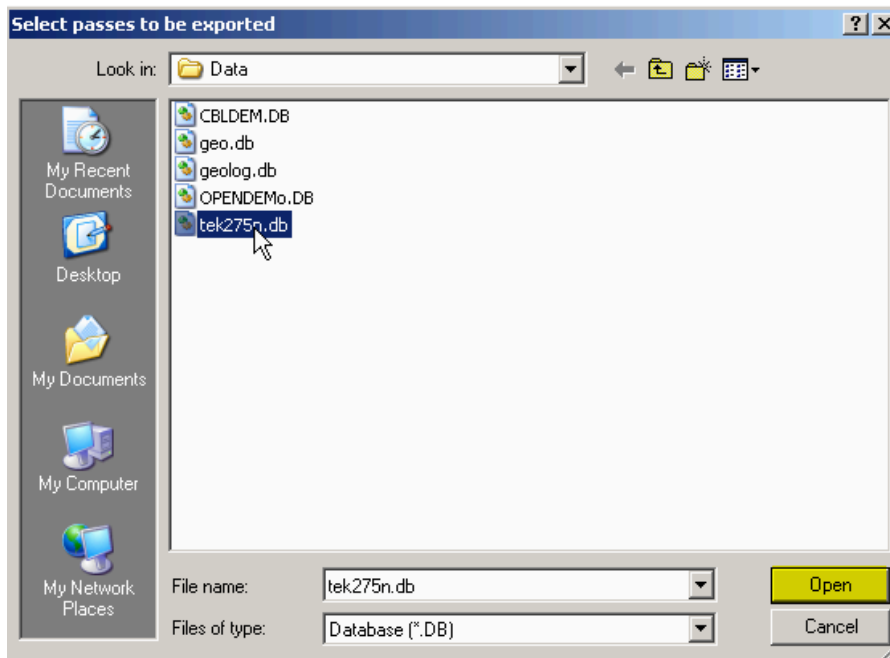 Select passes to be exported
Look in: Data
CBLDEM.DB
geo.db
geolog.db
OPENDEMo.DB
tek275n.db
My Recent
Documents
Desktop
My Documents
My Computer
My Network
Places
File name: tek275n.db Open
Files of type: Database (*.DB) Cancel